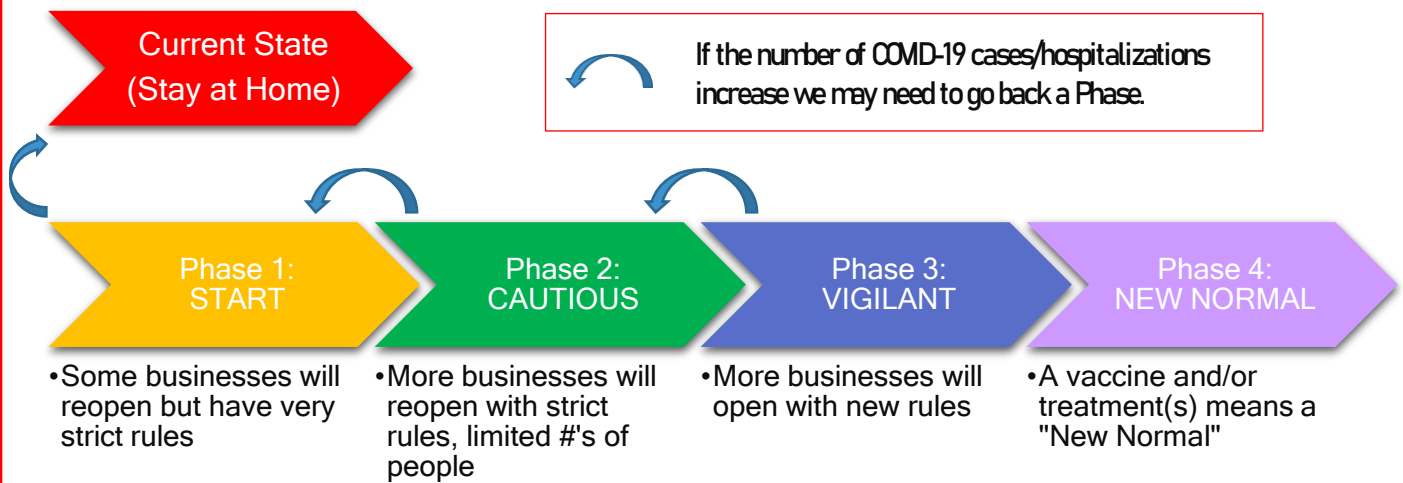 Current State
(Stay at Home)
If the number of COVID-19 cases/hospitalizations
increase we may need to go back a Phase.
Phase 1:
START
Phase 2:
CAUTIOUS
Phase 3:
VIGILANT
Phase 4:
NEW NORMAL
•Some businesses will
reopen but have very
strict rules
•More businesses will
reopen with strict
rules, limited #'s of
people
•More businesses will
open with new rules
•A vaccine and/or
treatment(s) means a
"New Normal"